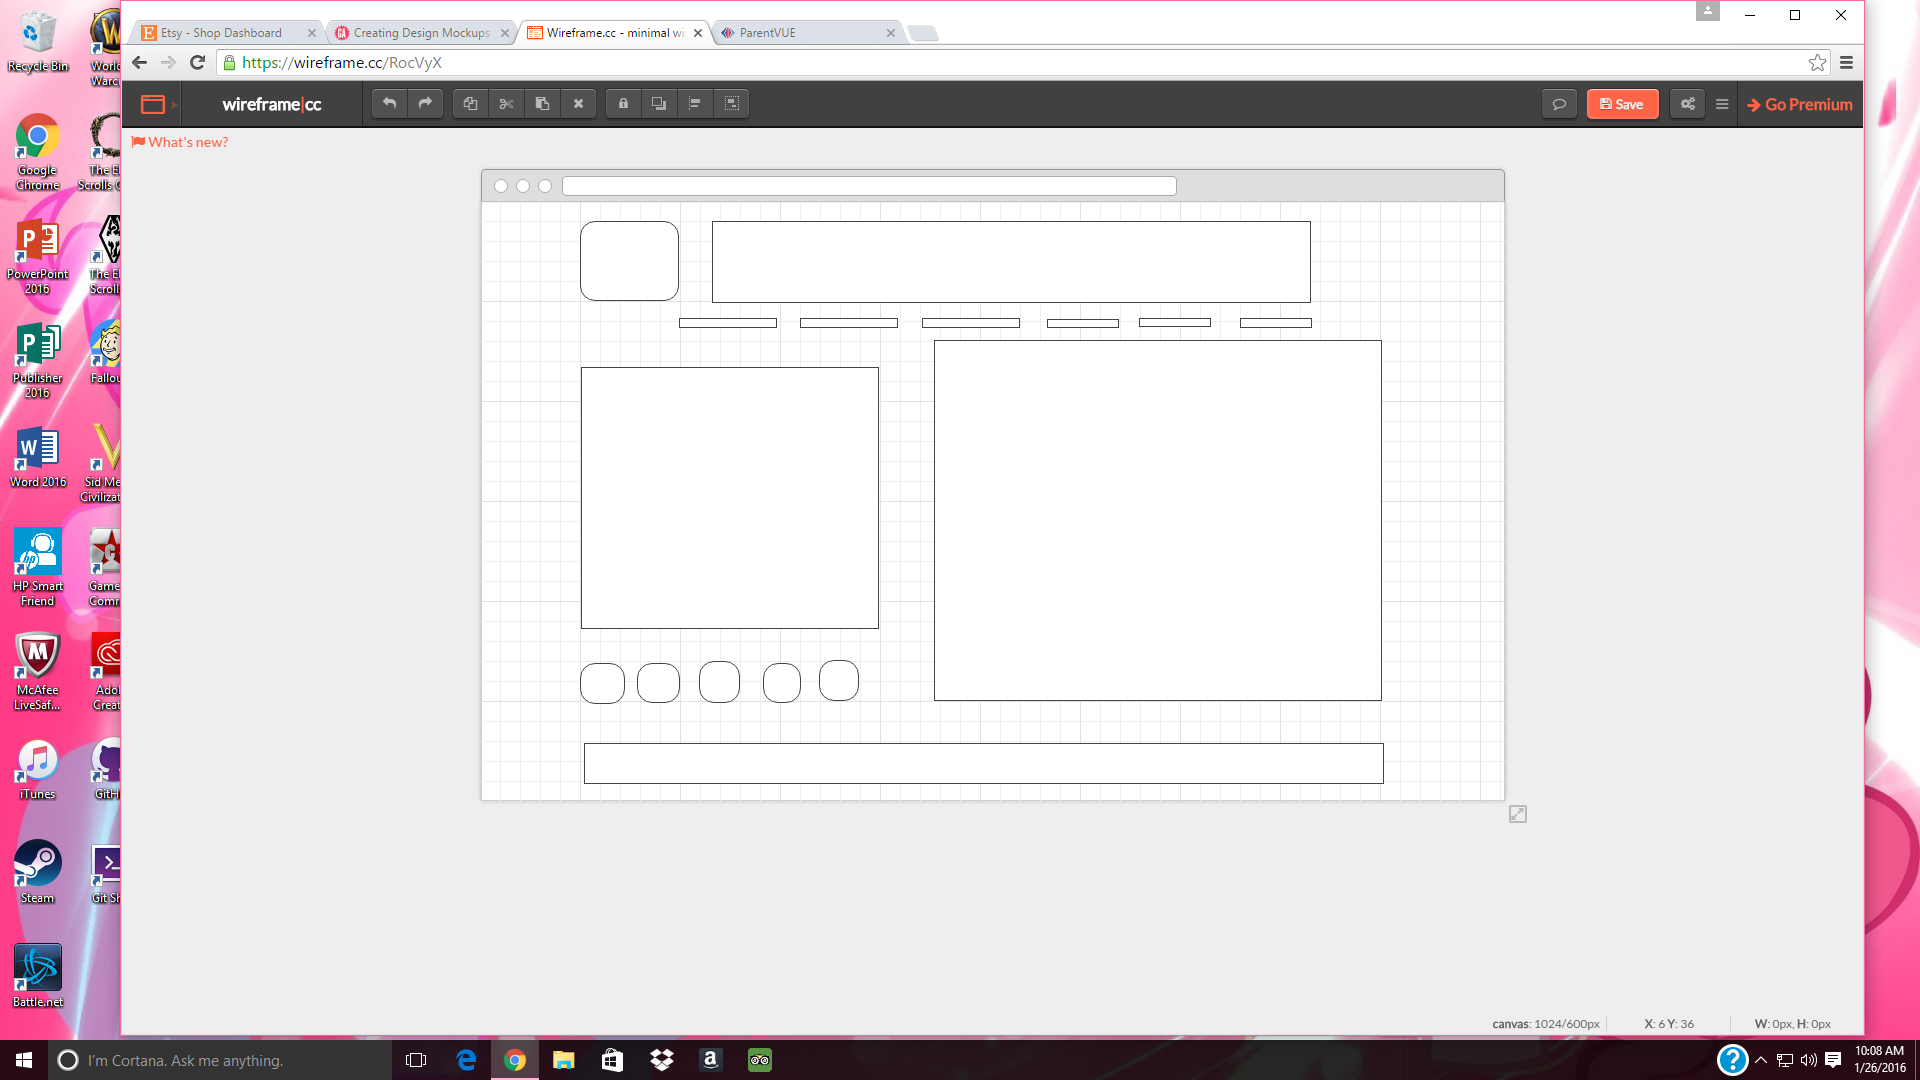 Etsy - Shop Dashboard
Creating Design Mockups
Wireframe.cc - minimal wi
ParentVUE
https://wireframe.cc/RocVyX
wireframe|cc
Save
Go Premium
What's new?
Recycle Bin
World
Warcr
Google
Chrome
The El
Scrolls O
PowerPoint
2016
The El
Scroll
Publisher
2016
Fallou
Word 2016
Sid Me
Civilizat
HP Smart
Friend
Game
Comm
McAfee
LiveSaf...
Adob
Creat
iTunes
GitH
Steam
Git Sh
Battle.net
canvas: 1024/600px
X: 6 Y: 36
W: 0px, H: 0px
I'm Cortana. Ask me anything.
10:08 AM
1/26/2016